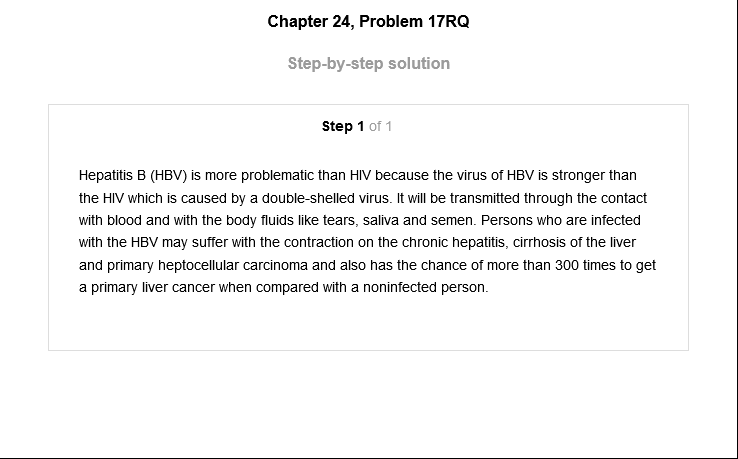 Chapter 24, Problem 17RQ
Step-by-step solution
Step 1 of 1
Hepatitis B (HBV) is more problematic than HIV because the virus of HBV is stronger than
the HIV which is caused by a double-shelled virus. It will be transmitted through the contact
with blood and with the body fluids like tears, saliva and semen. Persons who are infected
with the HBV may suffer with the contraction on the chronic hepatitis, cirrhosis of the liver
and primary heptocellular carcinoma and also has the chance of more than 300 times to get
a primary liver cancer when compared with a noninfected person.